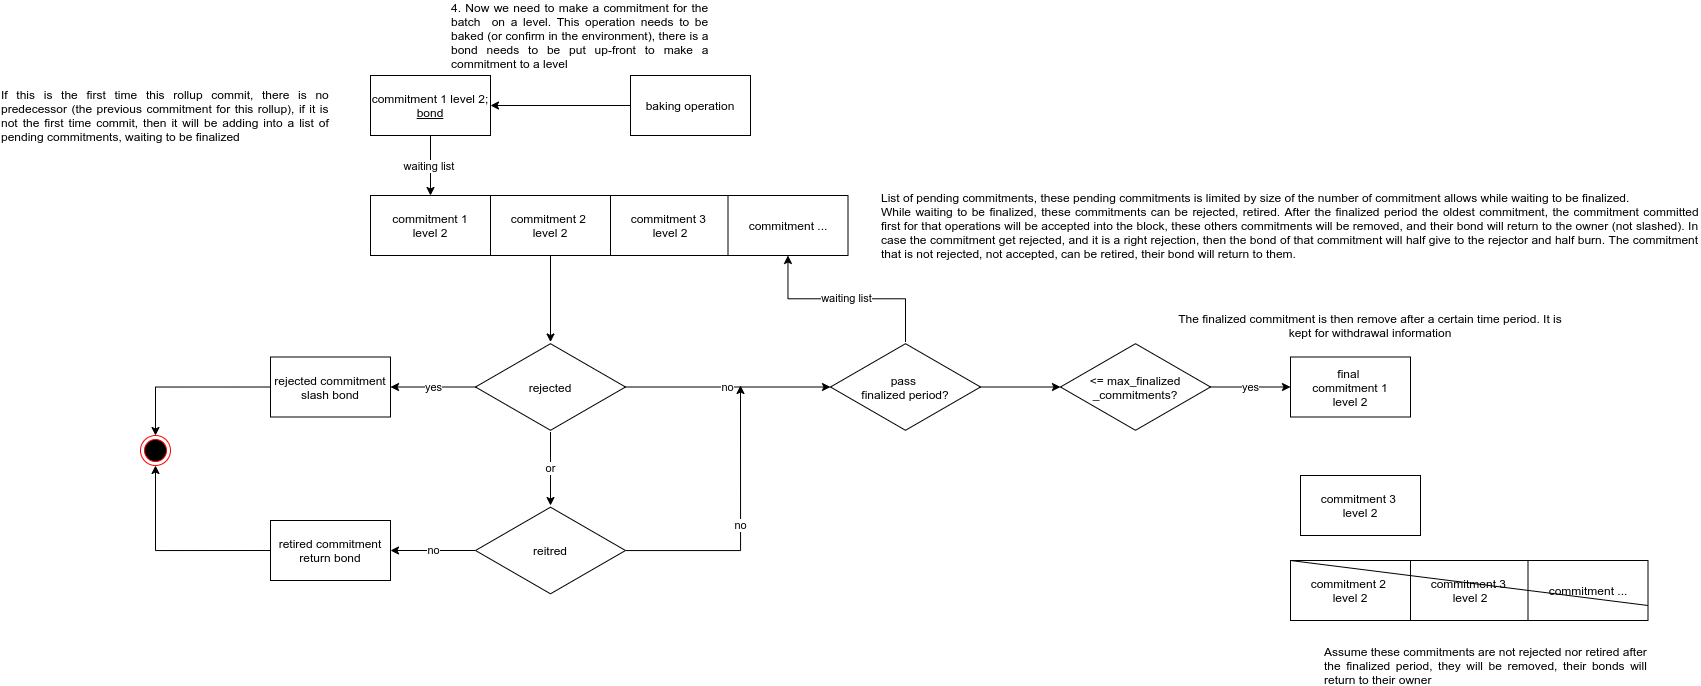 4. Now we need to make a commitment for the
batch on a level. This operation needs to be
baked (or confirm in the environment), there is a
bond needs to be put up-front to make a
commitment to a level
If this is the first time this rollup commit, there is no
predecessor (the previous commitment for this rollup), if it is
not the first time commit, then it will be adding into a list of
pending commitments, waiting to be finalized
commitment 1 level 2;
bond
baking operation
waiting list
commitment 1
level 2
commitment 2
level 2
commitment 3
level 2
commitment ...
List of pending commitments, these pending commitments is limited by size of the number of commitment allows while waiting to be finalized.
While waiting to be finalized, these commitments can be rejected, retired. After the finalized period the oldest commitment, the commitment committed
first for that operations will be accepted into the block, these others commitments will be removed, and their bond will return to the owner (not slashed). In
case the commitment get rejected, and it is a right rejection, then the bond of that commitment will half give to the rejector and half burn. The commitment
that is not rejected, not accepted, can be retired, their bond will return to them.
waiting list
The finalized commitment is then remove after a certain time period. It is
kept for withdrawal information
rejected commitment
slash bond
yes
rejected
no
pass
finalized period?
<= max_finalized
_commitments?
yes
final
commitment 1
level 2
or
commitment 3
level 2
no
retired commitment
return bond
no
reitred
commitment 2
level 2
commitment 3
level 2
commitment ...
Assume these commitments are not rejected nor retired after
the finalized period, they will be removed, their bonds will
return to their owner